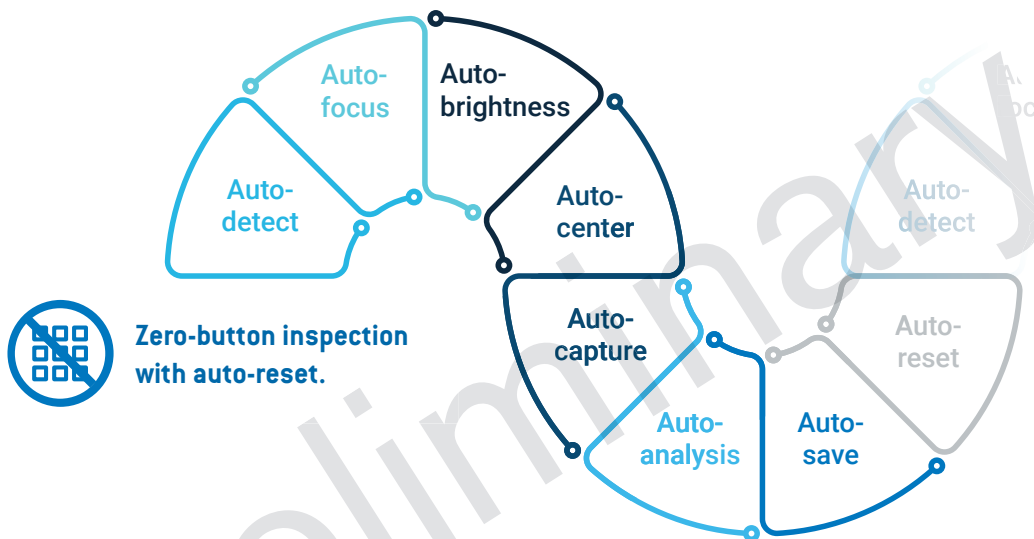 Auto-
focus
Auto-
brightness
Auto-
detect
Auto-
center
Auto-
detect
Zero-button inspection
with auto-reset.
Auto-
capture
Auto-
reset
Auto-
analysis
Auto-
save